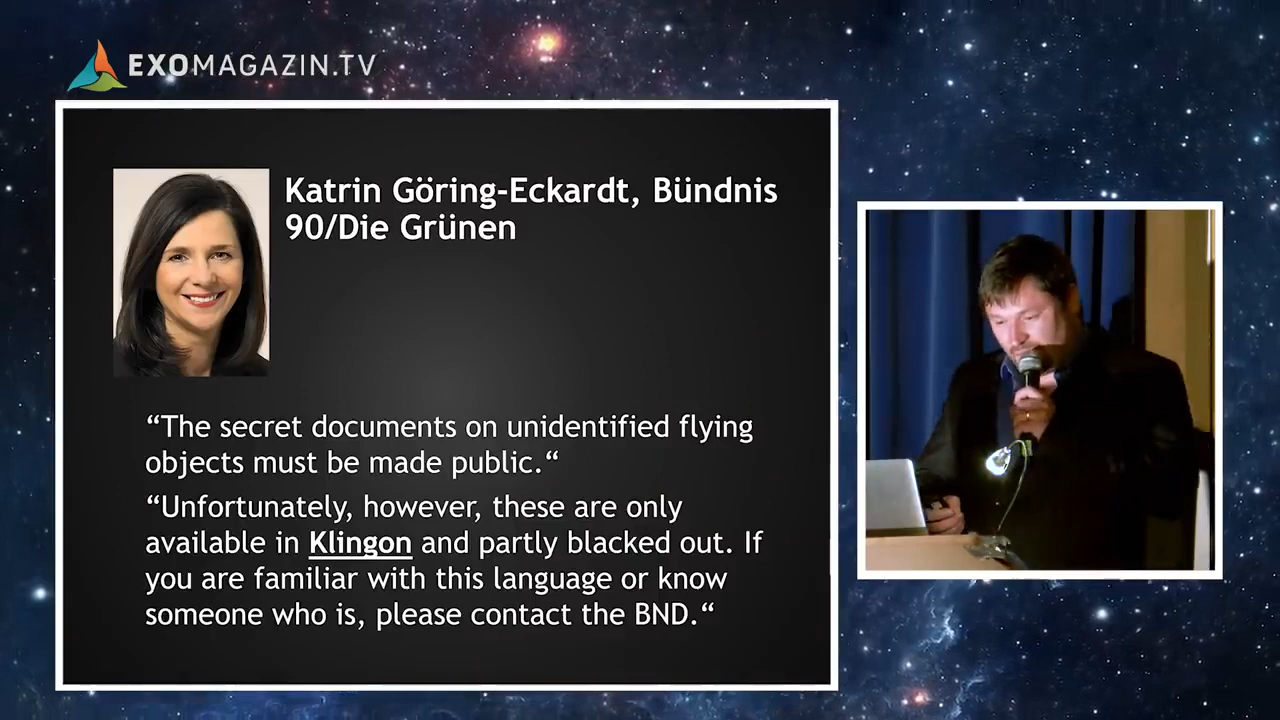 EXOMAGAZIN.TV
Katrin Göring-Eckardt, Bündnis
90/Die Grünen
“The secret documents on unidentified flying
objects must be made public.“
“Unfortunately, however, these are only
available in Klingon and partly blacked out. If
you are familiar with this language or know
someone who is, please contact the BND.“